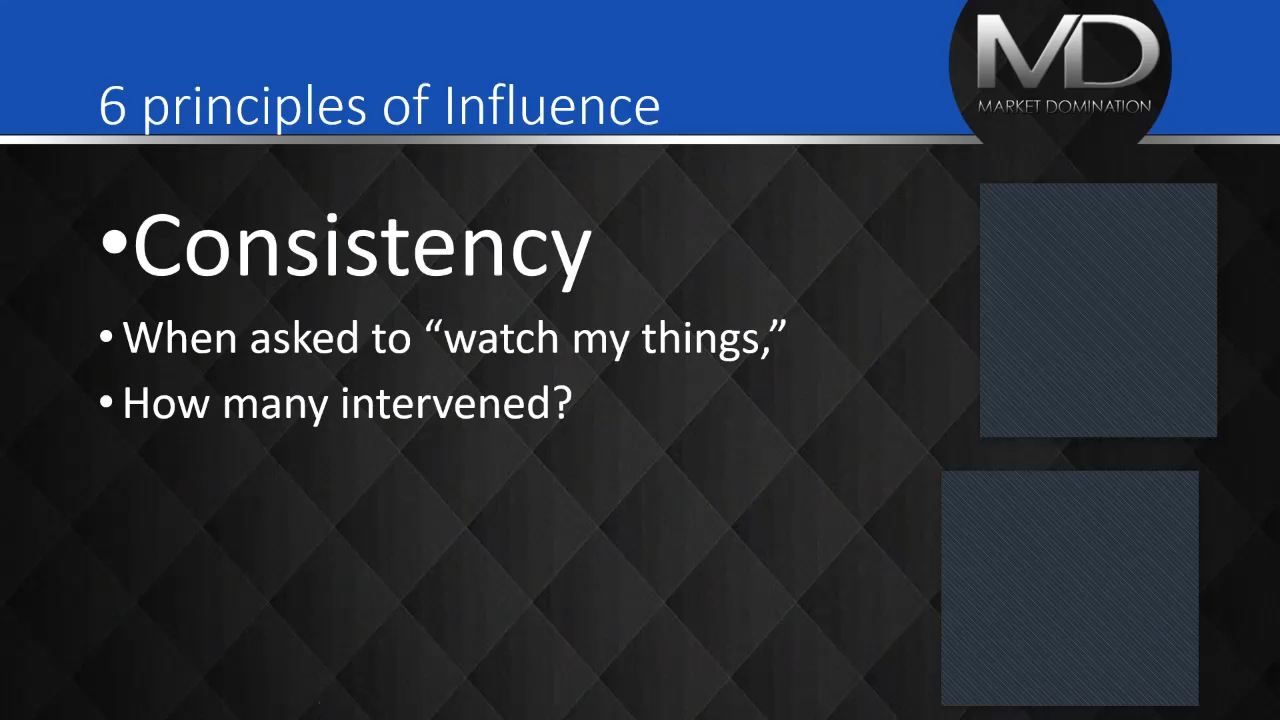 6 principles of Influence
MD
MARKET DOMINATION
•Consistency
• When asked to “watch my things,”
• How many intervened?